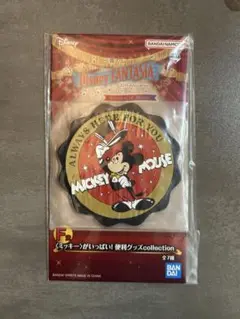 Disney
BANDAI NAMCO
Disney FANTASIA
ALWAYS HERE FOR YOU
MICKEY MOUSE
F賞
〈ミッキー〉がいっぱい! 便利グッズcollection
全7種
BANDAI